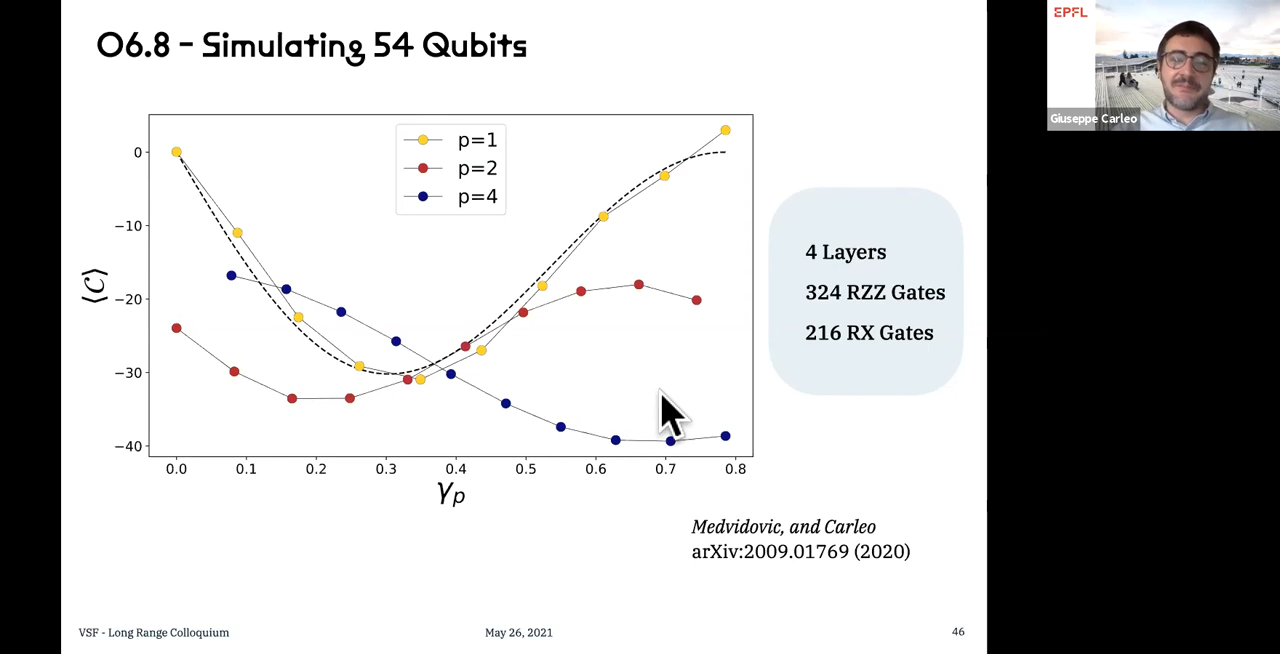 O6.8 - Simulating 54 Qubits
EPFL
Giuseppe Carleo
p=1
p=2
p=4
0
−10
−20
−30
−40
⟨C⟩
0.0 0.1 0.2 0.3 0.4 0.5 0.6 0.7 0.8
γp
4 Layers
324 RZZ Gates
216 RX Gates
Medvidovic, and Carleo
arXiv:2009.01769 (2020)
VSF - Long Range Colloquium May 26, 2021 46